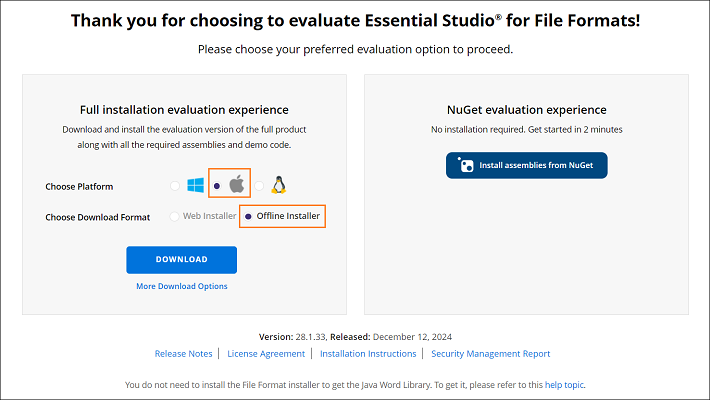 Thank you for choosing to evaluate Essential Studio® for File Formats!
Please choose your preferred evaluation option to proceed.
Full installation evaluation experience
Download and install the evaluation version of the full product
along with all the required assemblies and demo code.
Choose Platform
Choose Download Format
Web Installer
Offline Installer
DOWNLOAD
More Download Options
NuGet evaluation experience
No installation required. Get started in 2 minutes
Install assemblies from NuGet
Version: 28.1.33, Released: December 12, 2024
Release Notes | License Agreement | Installation Instructions | Security Management Report
You do not need to install the File Format installer to get the Java Word Library. To get it, please refer to this help topic.